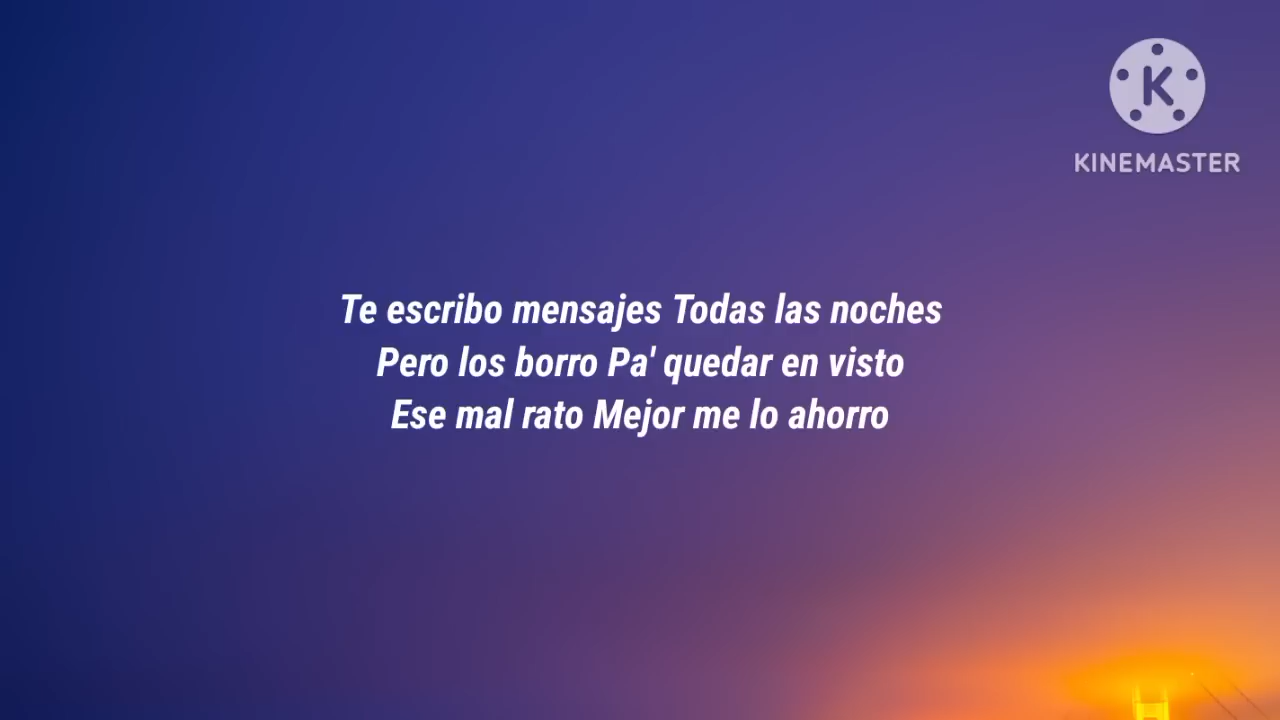 KINEMASTER
Te escribo mensajes Todas las noches
Pero los borro Pa' quedar en visto
Ese mal rato Mejor me lo ahorro